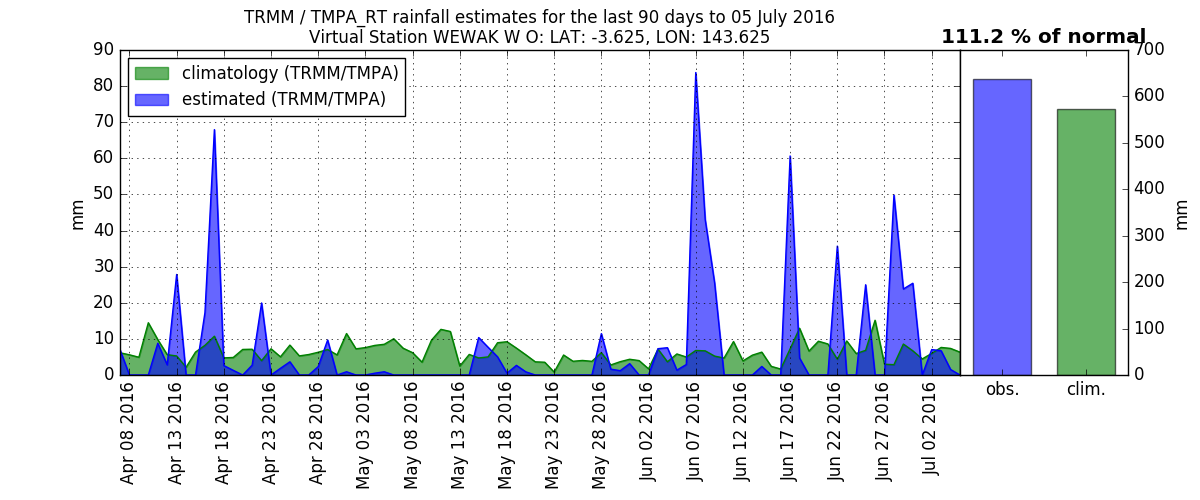 TRMM / TMPA_RT rainfall estimates for the last 90 days to 05 July 2016
Virtual Station WEWAK W O: LAT: -3.625, LON: 143.625
111.2 % of normal
climatology (TRMM/TMPA)
estimated (TRMM/TMPA)
mm
90
80
70
60
50
40
30
20
10
0
Apr 08 2016
Apr 13 2016
Apr 18 2016
Apr 23 2016
Apr 28 2016
May 03 2016
May 08 2016
May 13 2016
May 18 2016
May 23 2016
May 28 2016
Jun 02 2016
Jun 07 2016
Jun 12 2016
Jun 17 2016
Jun 22 2016
Jun 27 2016
Jul 02 2016
obs.
clim.
700
600
500
400
300
200
100
0
mm